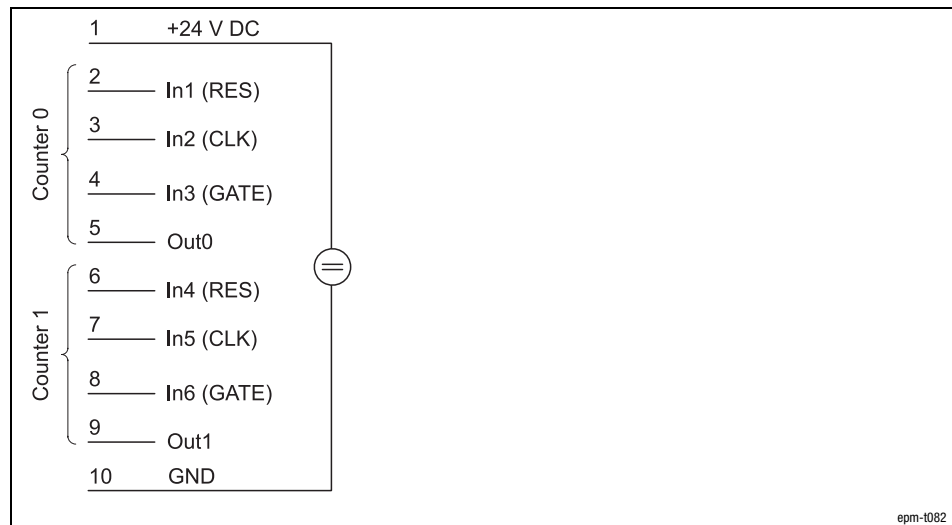 1 +24 V DC
Counter 0
2 In1 (RES)
3 In2 (CLK)
4 In3 (GATE)
5 Out0
Counter 1
6 In4 (RES)
7 In5 (CLK)
8 In6 (GATE)
9 Out1
10 GND
epm-t082